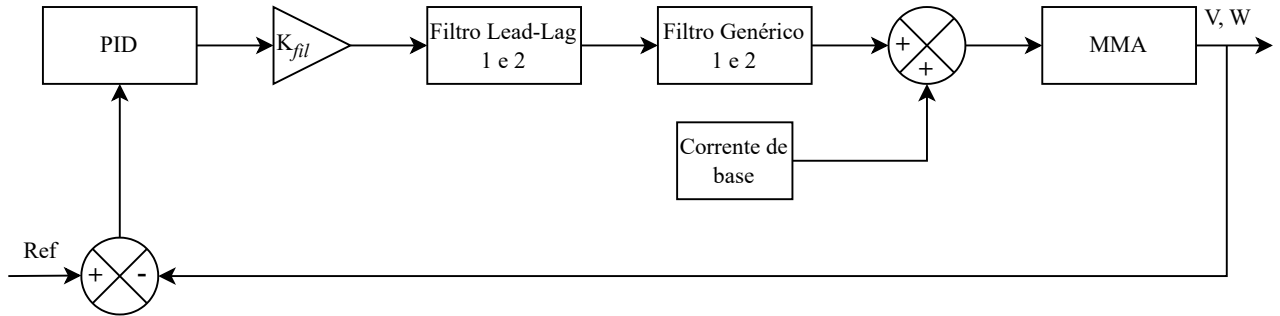 V, W
PID
K_fil
Filtro Lead-Lag
1 e 2
Filtro Genérico
1 e 2
+
+
MMA
Corrente de
base
Ref
+
-